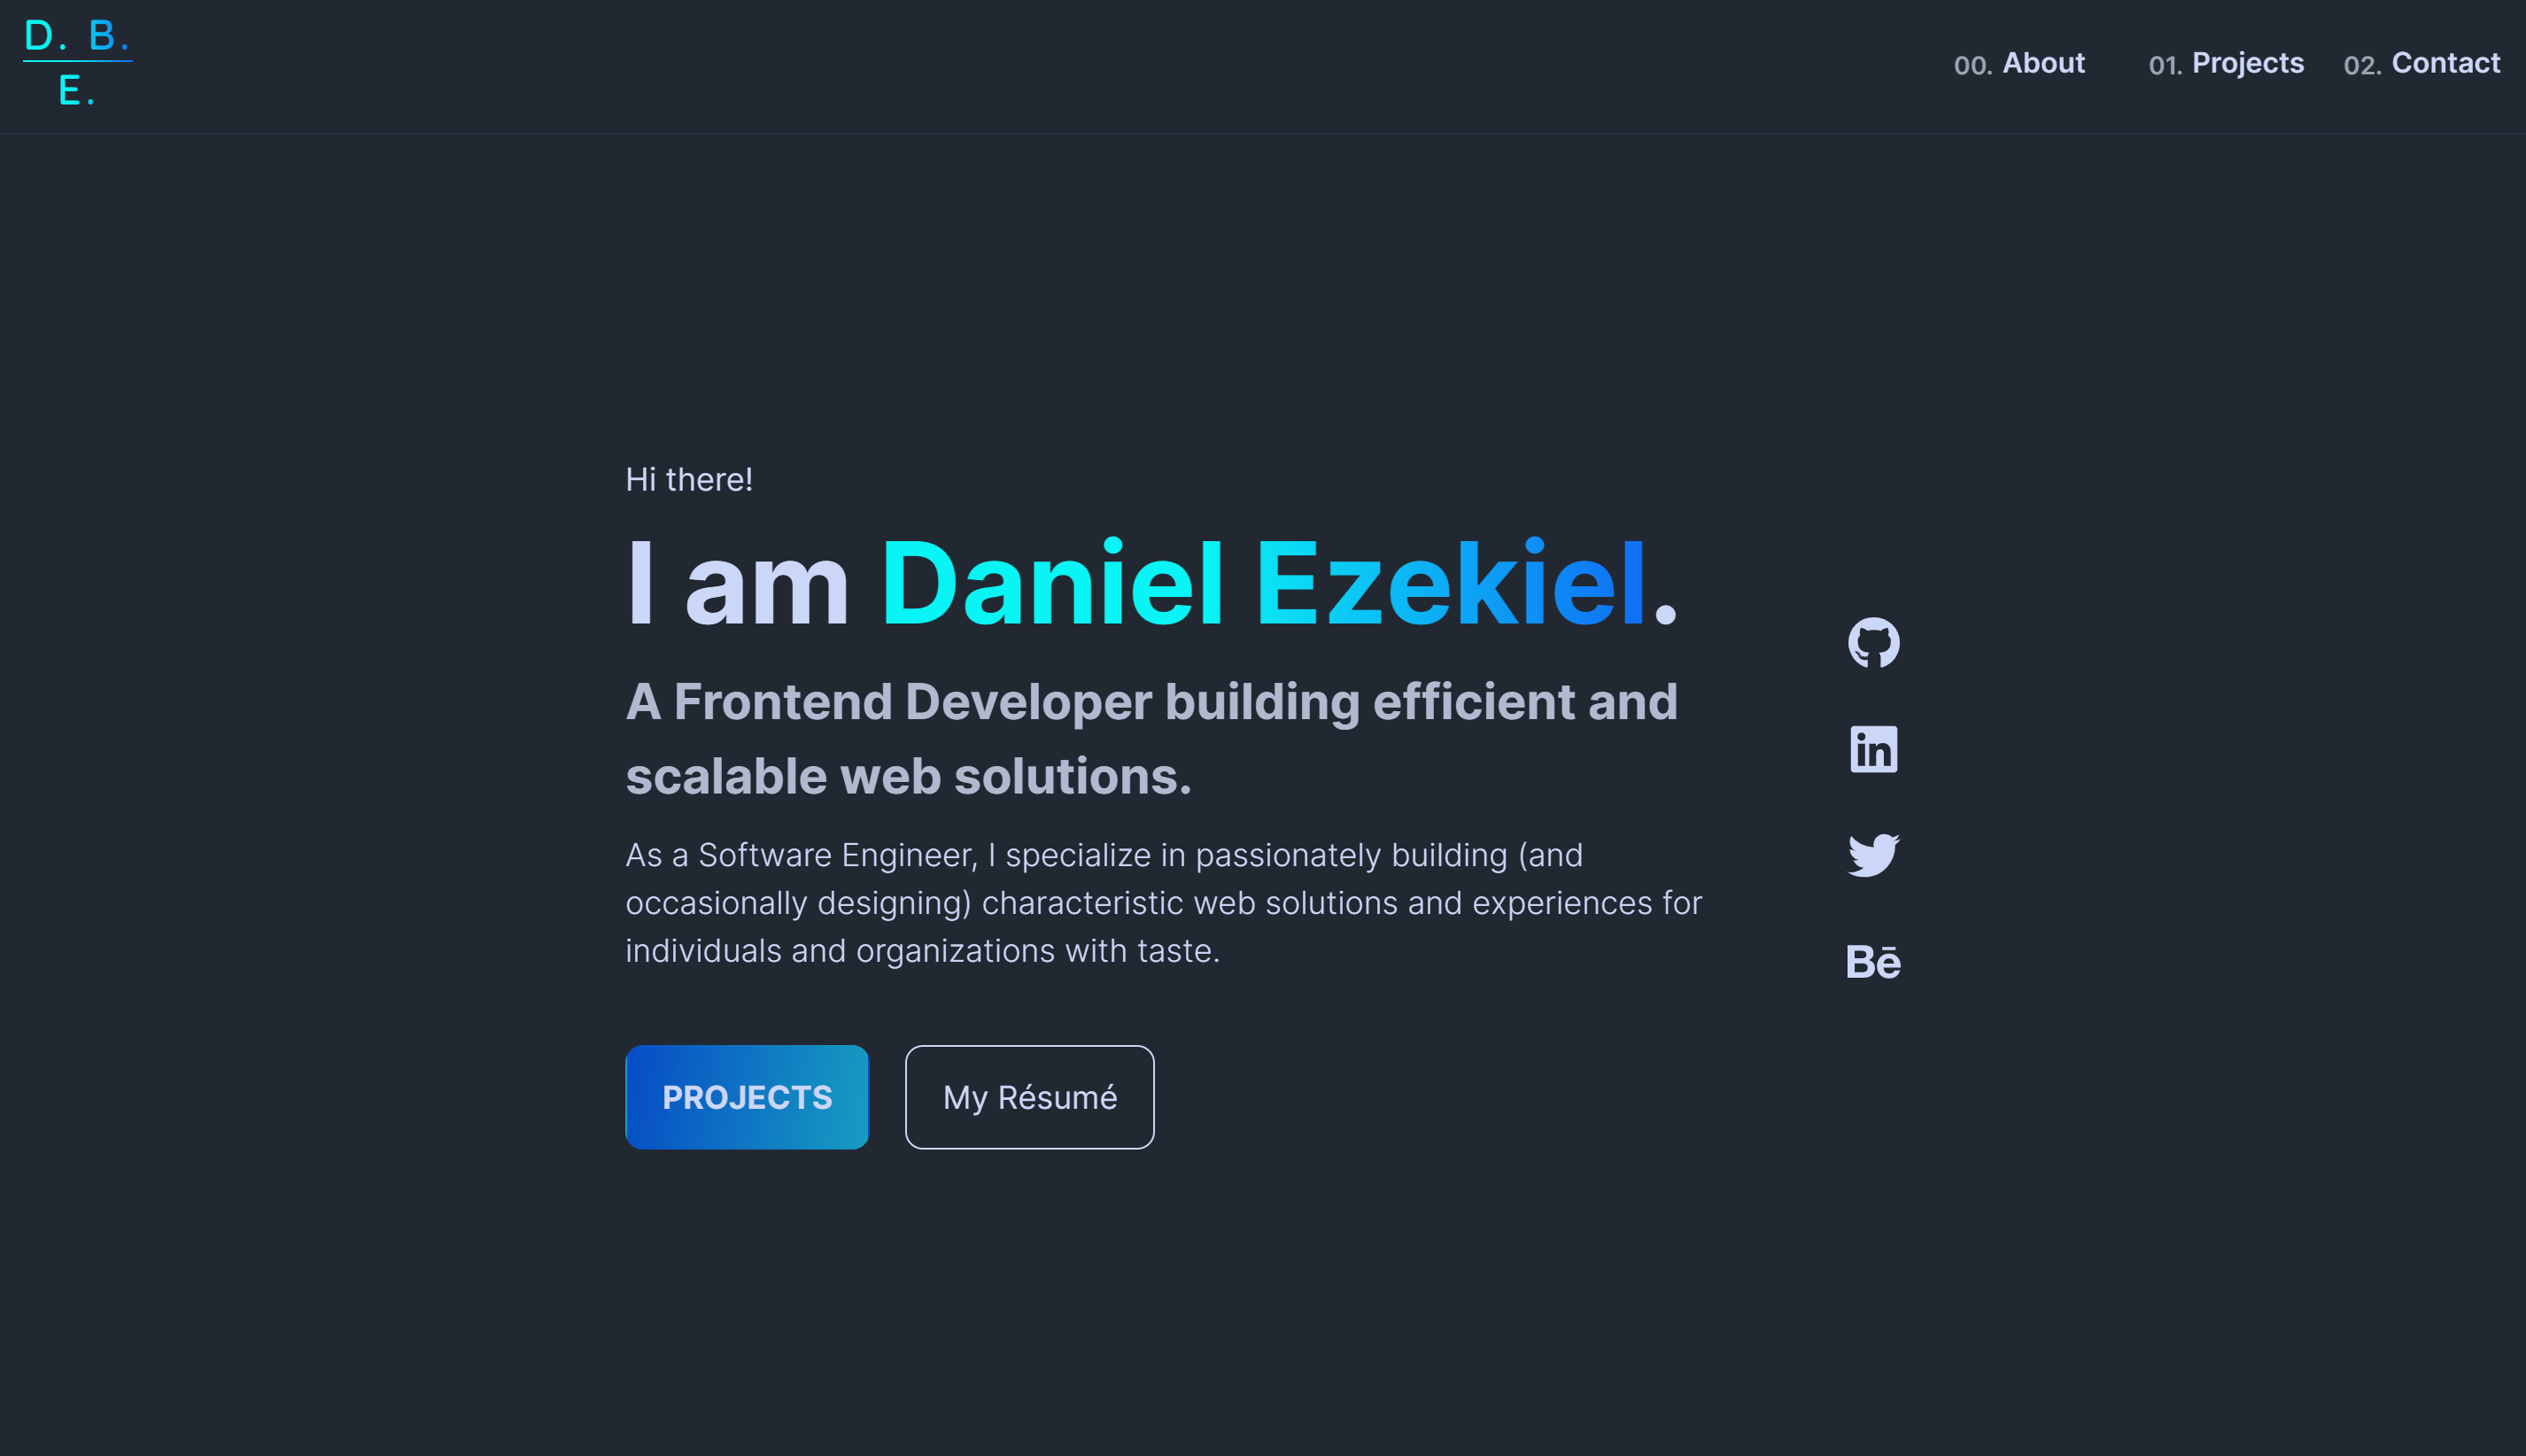 D. B.
E.
00. About 01. Projects 02. Contact
Hi there!
I am Daniel Ezekiel.
A Frontend Developer building efficient and
scalable web solutions.
As a Software Engineer, I specialize in passionately building (and
occasionally designing) characteristic web solutions and experiences for
individuals and organizations with taste.
in
Bē
PROJECTS My Résumé